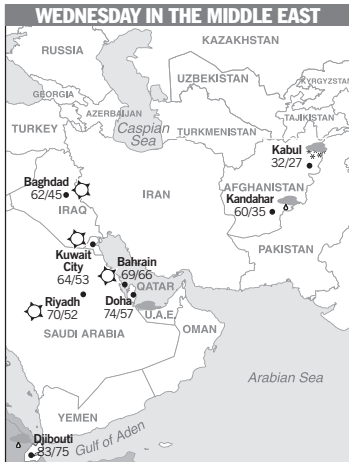 WEDNESDAY IN THE MIDDLE EAST
RUSSIA
KAZAKHSTAN
UZBEKISTAN
KYRGYZSTAN
GEORGIA
AZERBAIJAN
TAJIKISTAN
TURKEY
Caspian
Sea
TURKMENISTAN
Kabul
32/27
Baghdad
62/45
IRAQ
IRAN
AFGHANISTAN
Kandahar
60/35
Kuwait
City
64/53
PAKISTAN
Bahrain
69/66
QATAR
Riyadh
70/52
Doha
74/57
U.A.E.
SAUDI ARABIA
OMAN
Arabian Sea
YEMEN
Djibouti
83/75
Gulf of Aden